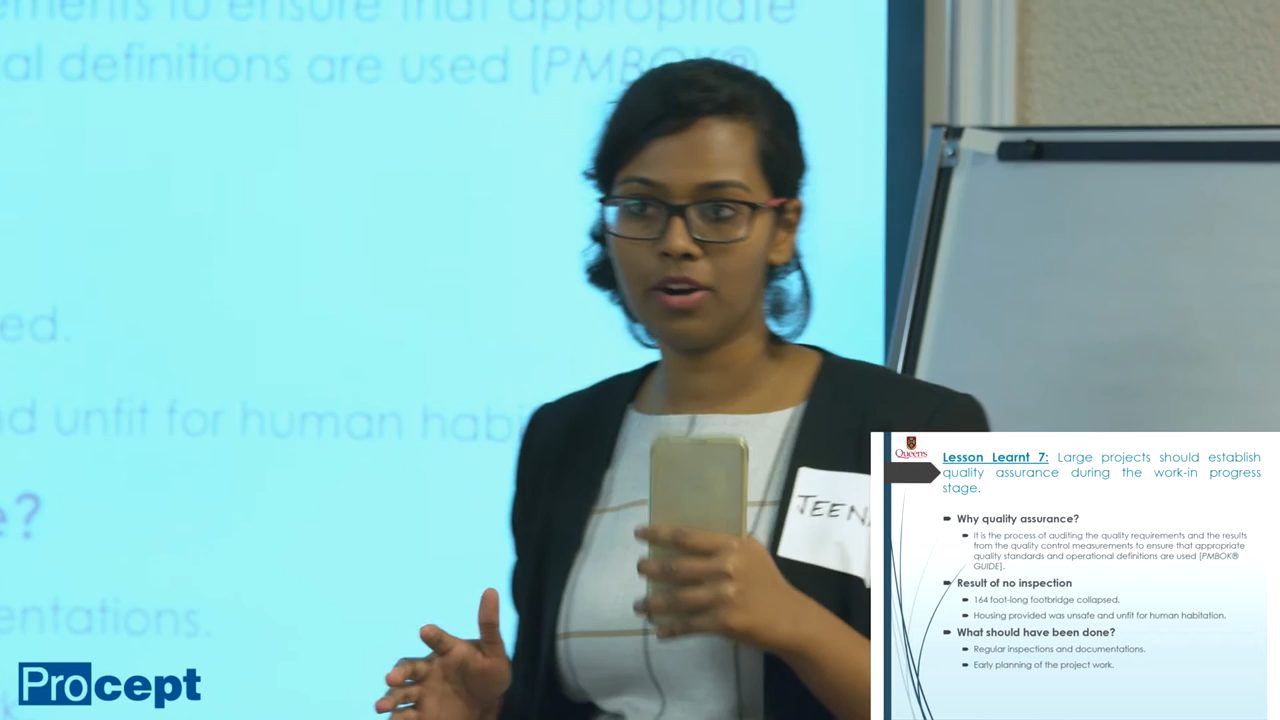 ements to ensure that appropriate
al definitions are used [PMBOK®
ed.
nd unfit for human habi
e?
entations.
JEEN
Procept
Queens
Lesson Learnt 7: Large projects should establish
quality assurance during the work-in progress
stage.
Why quality assurance?
It is the process of auditing the quality requirements and the results
from the quality control measurements to ensure that appropriate
quality standards and operational definitions are used [PMBOK®
GUIDE].
Result of no inspection
164 foot-long footbridge collapsed.
Housing provided was unsafe and unfit for human habitation.
What should have been done?
Regular inspections and documentations.
Early planning of the project work.